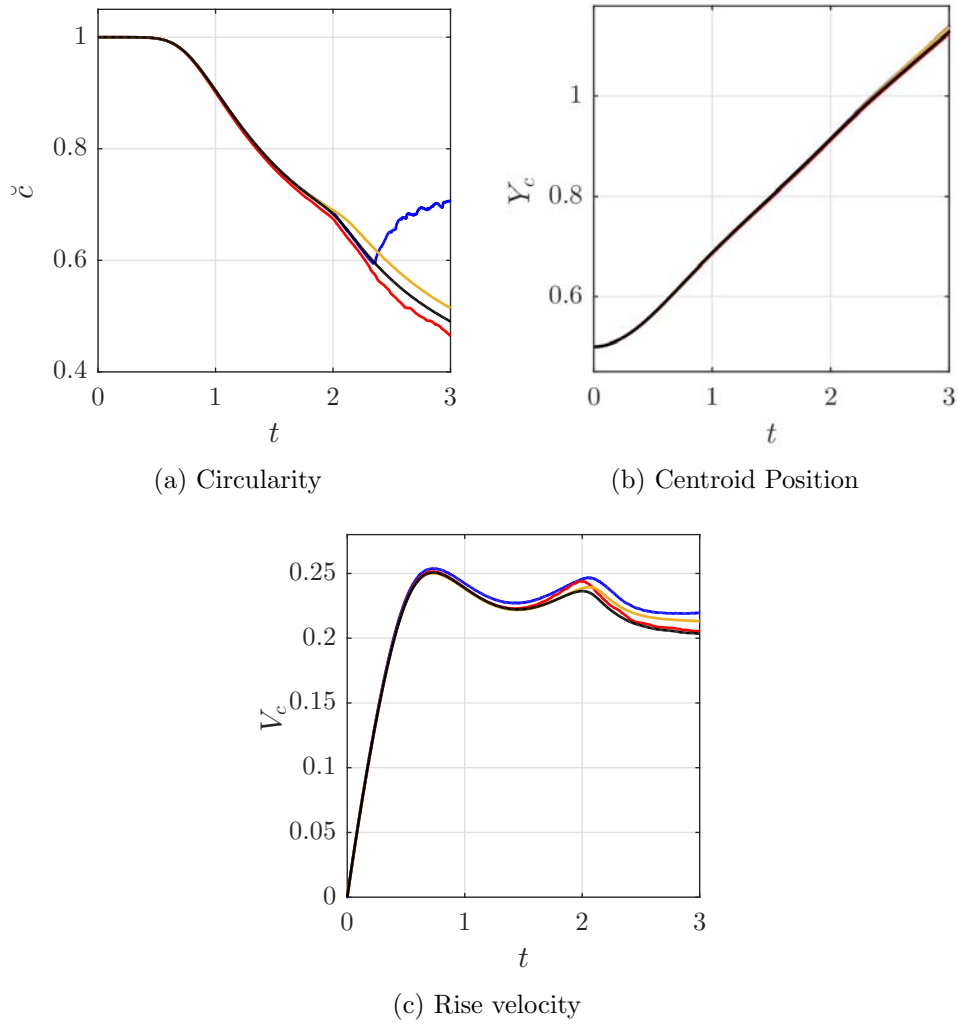 1
0.8
0.6
0.4
c̆
0 1 2 3
t
(a) Circularity
1
0.8
0.6
Y_c
0 1 2 3
t
(b) Centroid Position
0.25
0.2
0.15
0.1
0.05
0
V_c
0 1 2 3
t
(c) Rise velocity